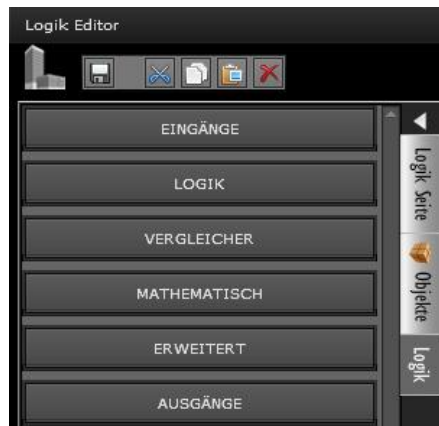 Logik Editor
EINGÄNGE
LOGIK
VERGLEICHER
MATHEMATISCH
ERWEITERT
AUSGÄNGE
Logik Seite
Objekte
Logik